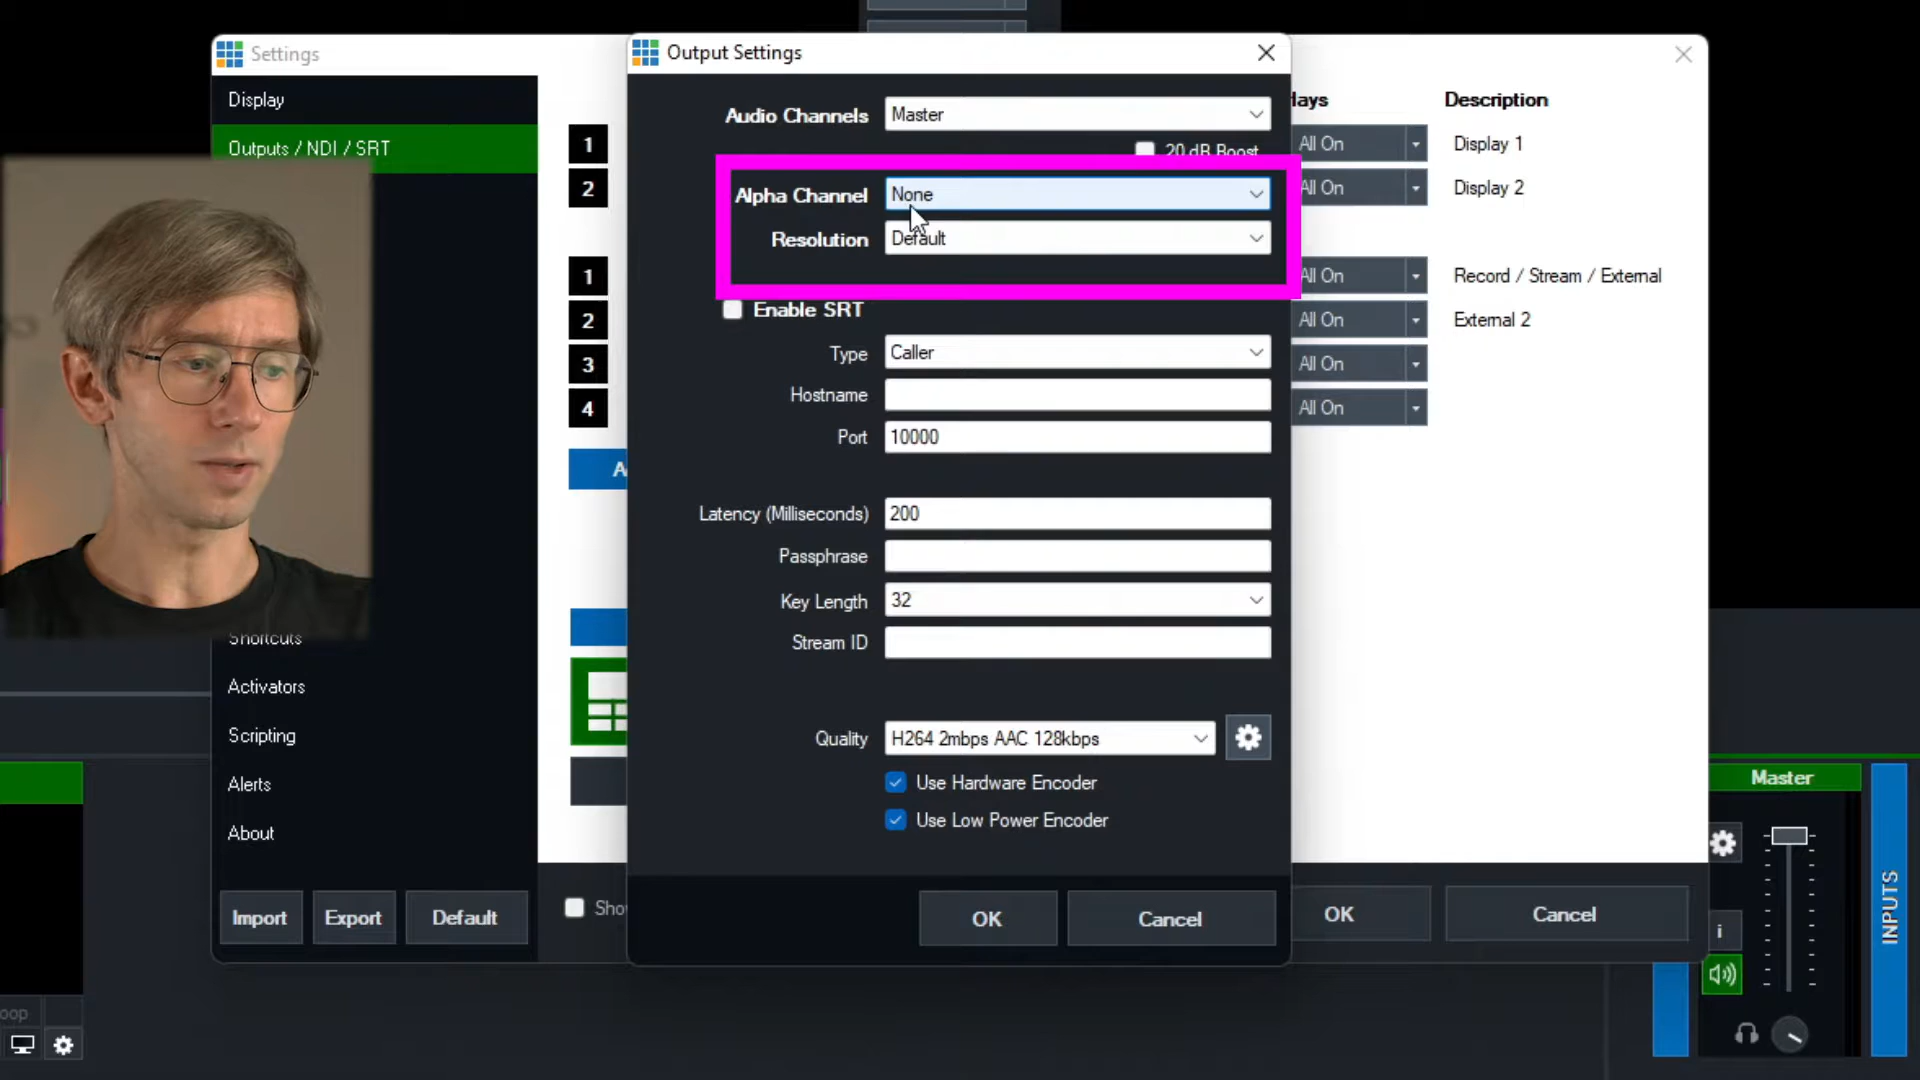 Settings
Display
Outputs / NDI / SRT
Shortcuts
Activators
Scripting
Alerts
About
Import
Export
Default
1
2
1
2
3
4
Output Settings
Audio Channels
Master
20 dB Boost
Alpha Channel
None
Resolution
Default
Enable SRT
Type
Caller
Hostname
Port
10000
Latency (Milliseconds)
200
Passphrase
Key Length
32
Stream ID
Quality
H264 2mbps AAC 128kbps
Use Hardware Encoder
Use Low Power Encoder
OK
Cancel
Description
All On
Display 1
All On
Display 2
All On
Record / Stream / External
All On
External 2
All On
All On
OK
Cancel
Master
i
INPUTS